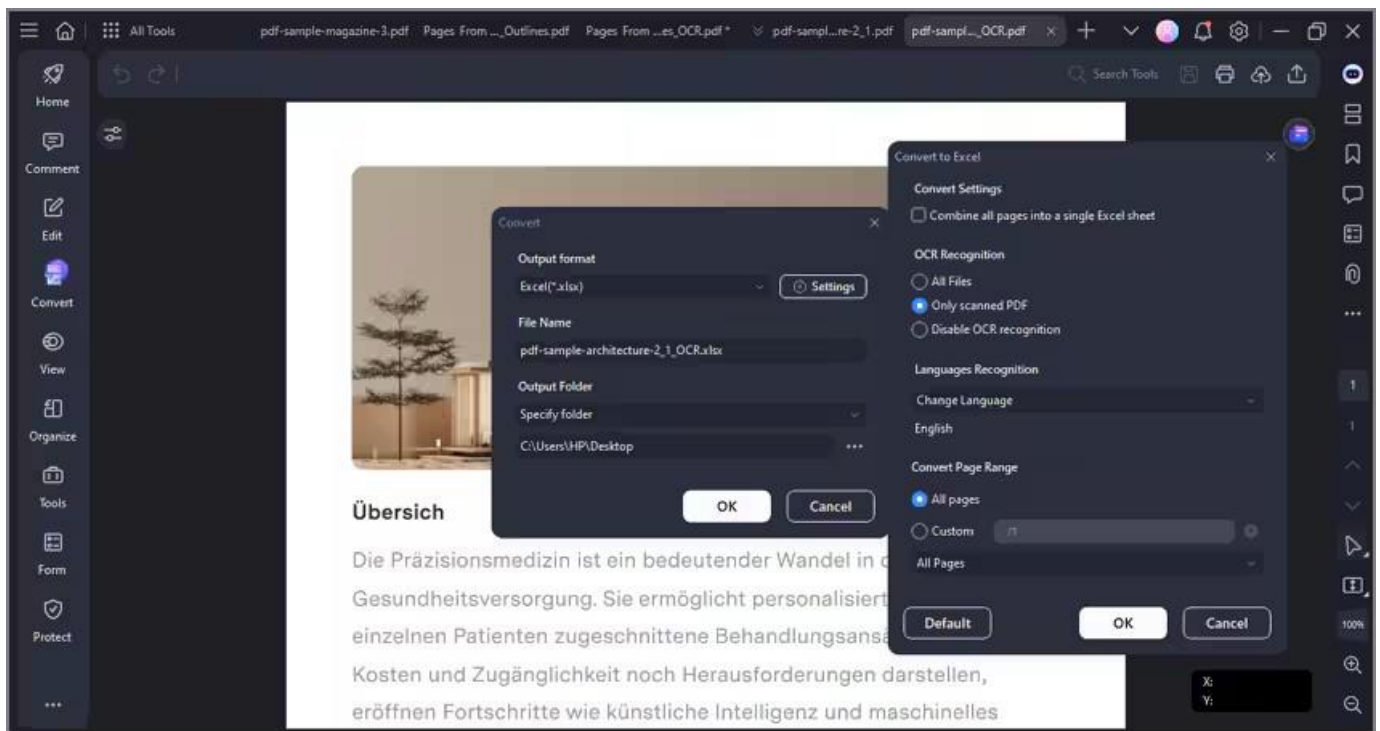 All Tools
pdf-sample-magazine-3.pdf
Pages From ..._Outlines.pdf
Pages From ...es_OCR.pdf *
pdf-sampl...re-2_1.pdf
pdf-sampl..._OCR.pdf
Search Tools
Home
Comment
Edit
Convert
View
Organize
Tools
Form
Protect
Convert
Output format
Excel(*.xlsx)
Settings
File Name
pdf-sample-architecture-2_1_OCR.xlsx
Output Folder
Specify folder
C:\Users\HP\Desktop
OK
Cancel
Convert to Excel
Convert Settings
Combine all pages into a single Excel sheet
OCR Recognition
All Files
Only scanned PDF
Disable OCR recognition
Languages Recognition
Change Language
English
Convert Page Range
All pages
Custom
/1
All Pages
Default
OK
Cancel
Übersich
Die Präzisionsmedizin ist ein bedeutender Wandel in
Gesundheitsversorgung. Sie ermöglicht personalisiert
einzelnen Patienten zugeschnittene Behandlungsansä
Kosten und Zugänglichkeit noch Herausforderungen darstellen,
eröffnen Fortschritte wie künstliche Intelligenz und maschinelles
1
1
100%
X:
Y: